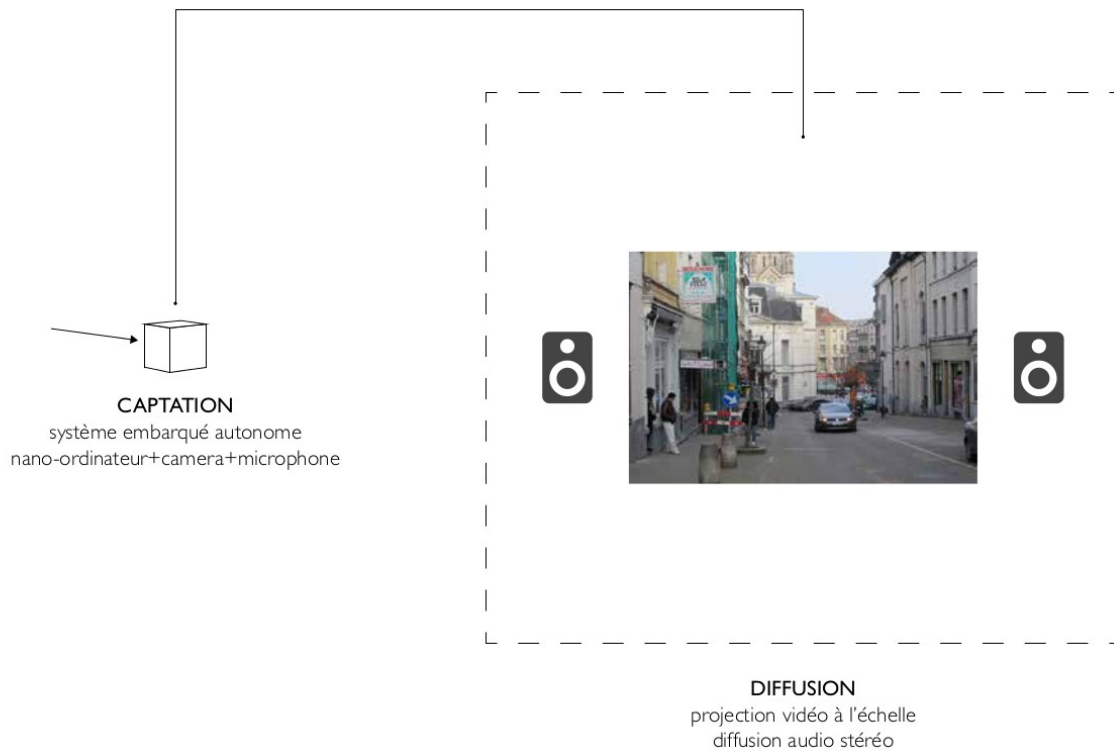 CAPTATION
système embarqué autonome
nano-ordinateur+camera+microphone
DIFFUSION
projection vidéo à l'échelle
diffusion audio stéréo